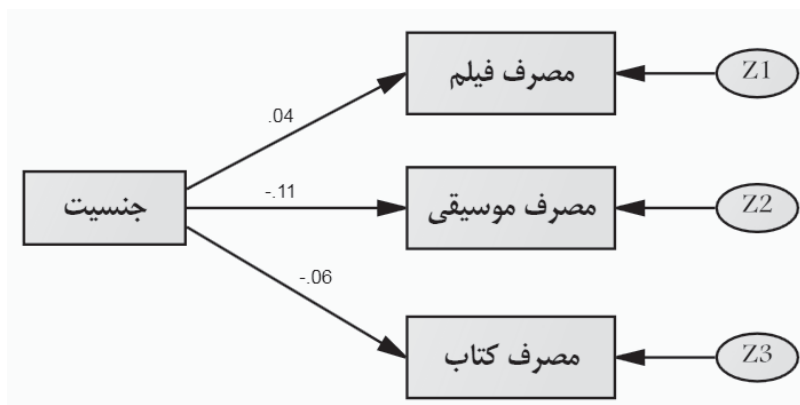 مصرف فیلم
Z1
.04
جنسیت
-.11
مصرف موسیقی
Z2
-.06
مصرف کتاب
Z3